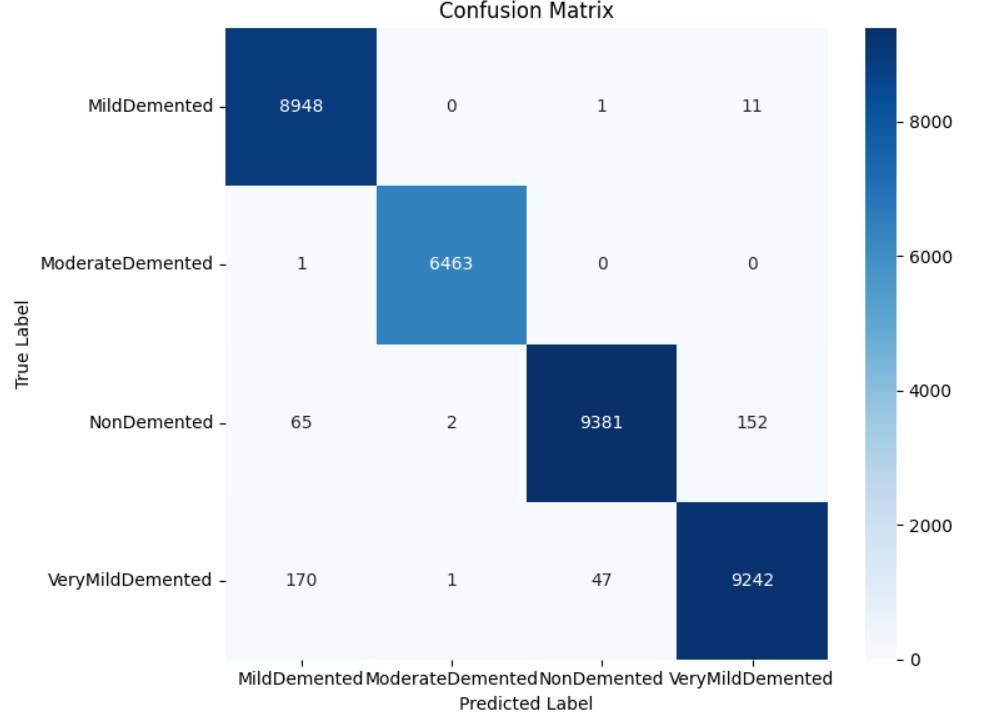 Confusion Matrix
True Label
MildDemented 8948 0 1 11
ModerateDemented 1 6463 0 0
NonDemented 65 2 9381 152
VeryMildDemented 170 1 47 9242
MildDemented ModerateDemented NonDemented VeryMildDemented
Predicted Label
8000
6000
4000
2000
0